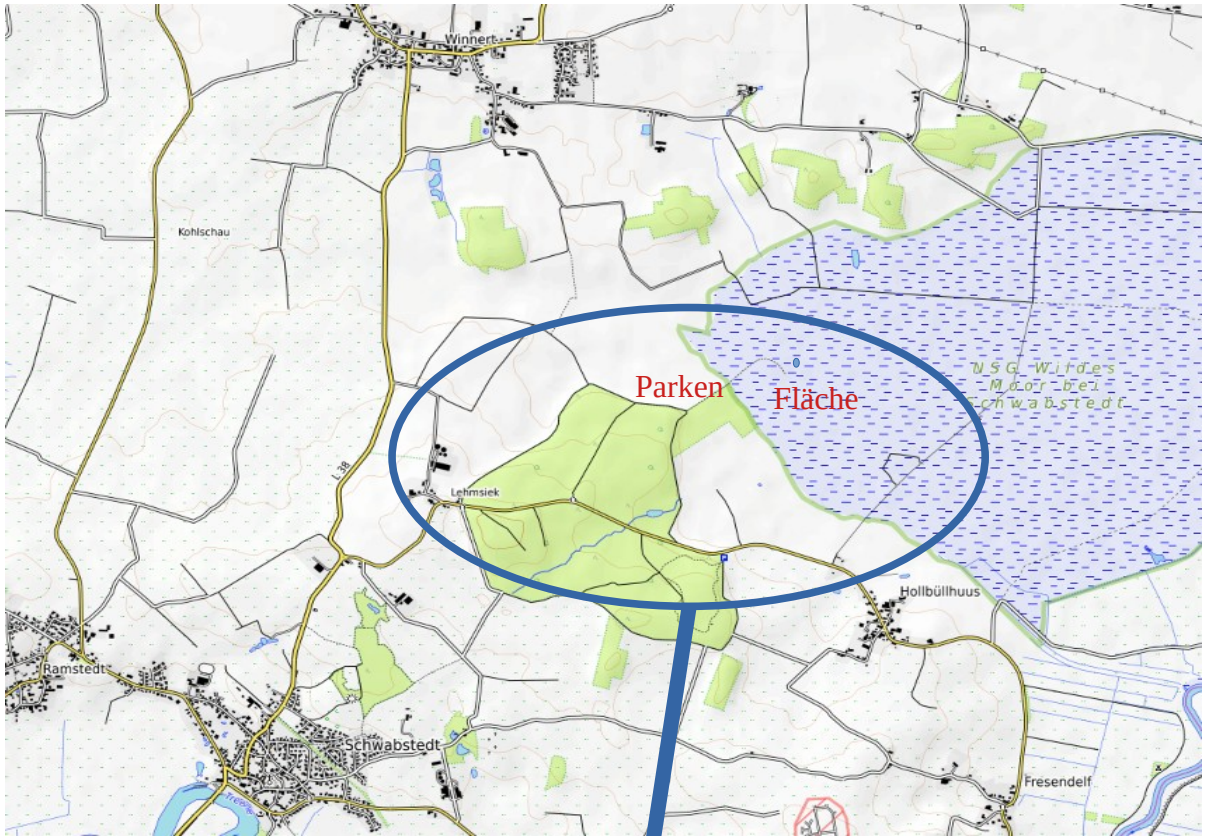 Winnert
Kohlschau
NSG Wildes
Moor bei
Schwabstedt
Parken
Fläche
L 38
Lehmsiek
Hollbüllhuus
Ramstedt
Schwabstedt
Treene
Fresendelf